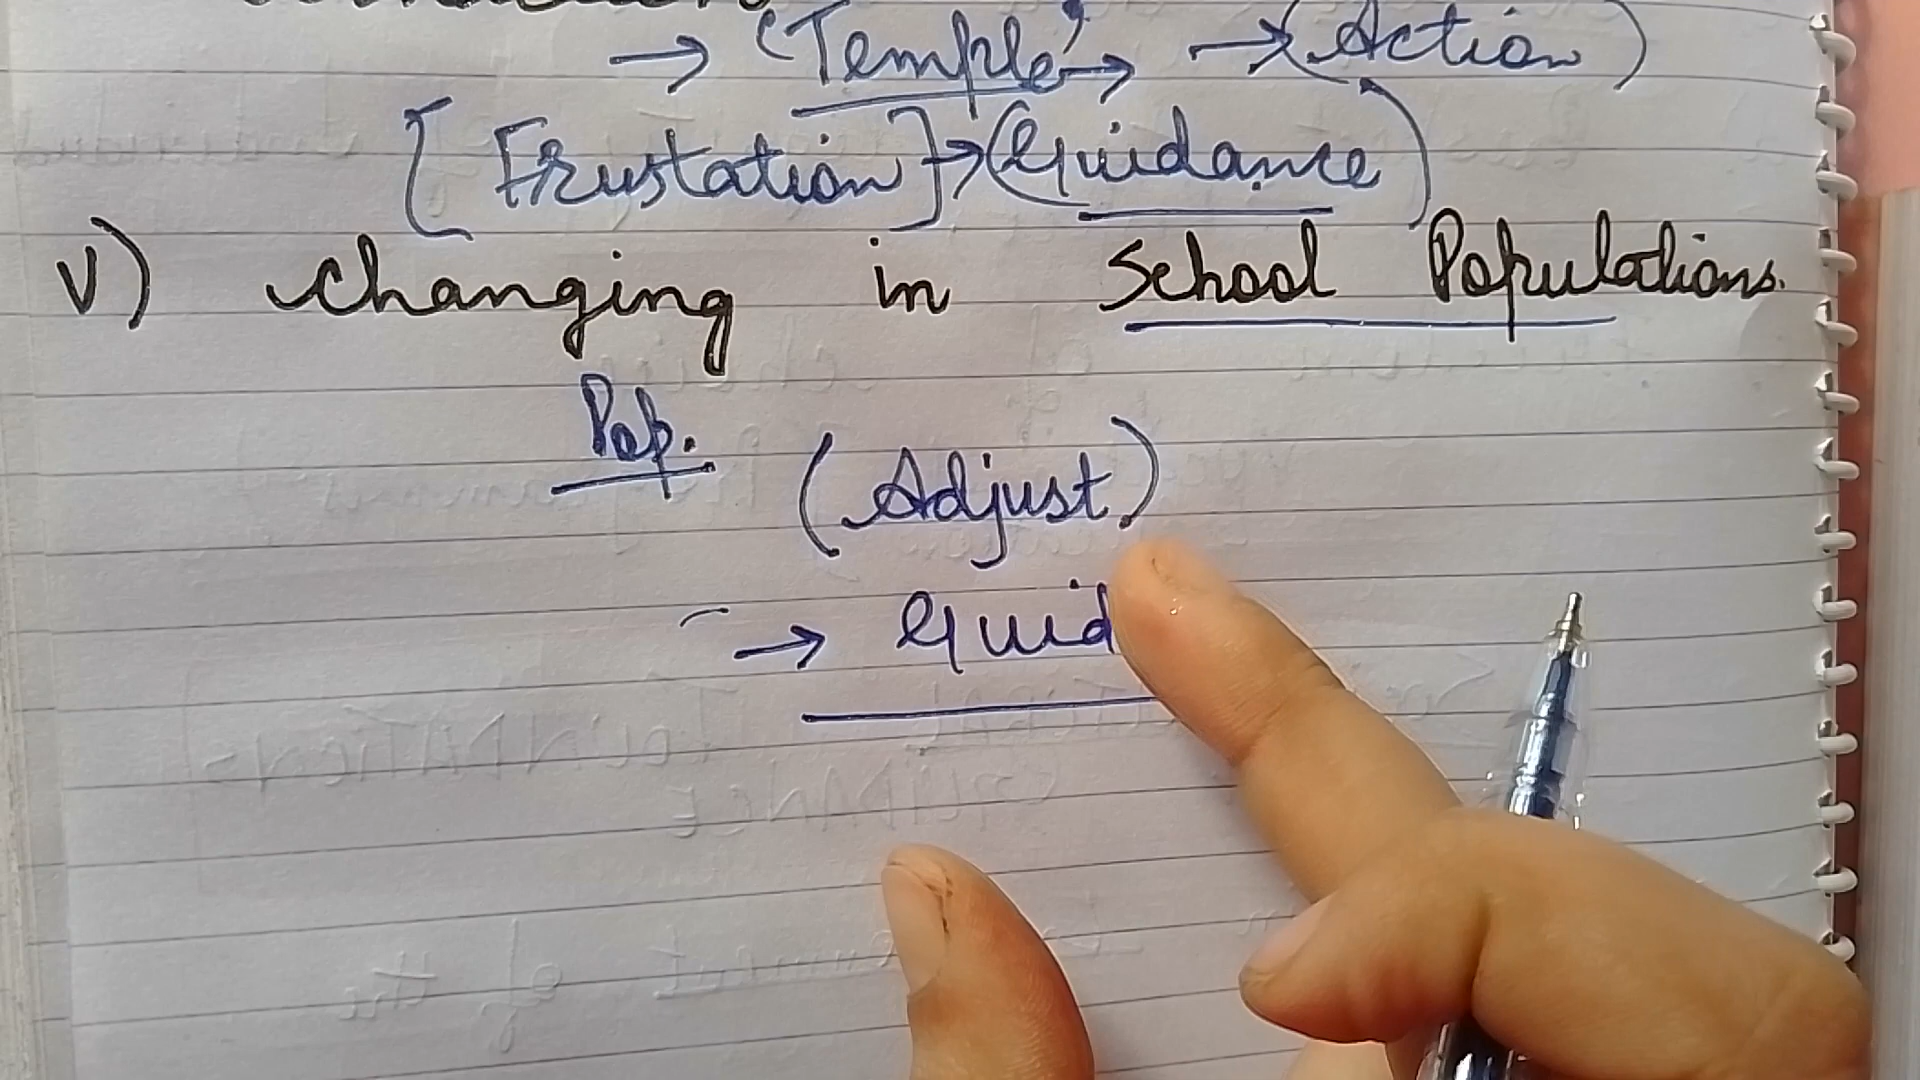 → 'Temple' → → (Action)
[Frustation] → (Guidance)
v) Changing in School Populations.
Pop.
(Adjust)
→ Guid